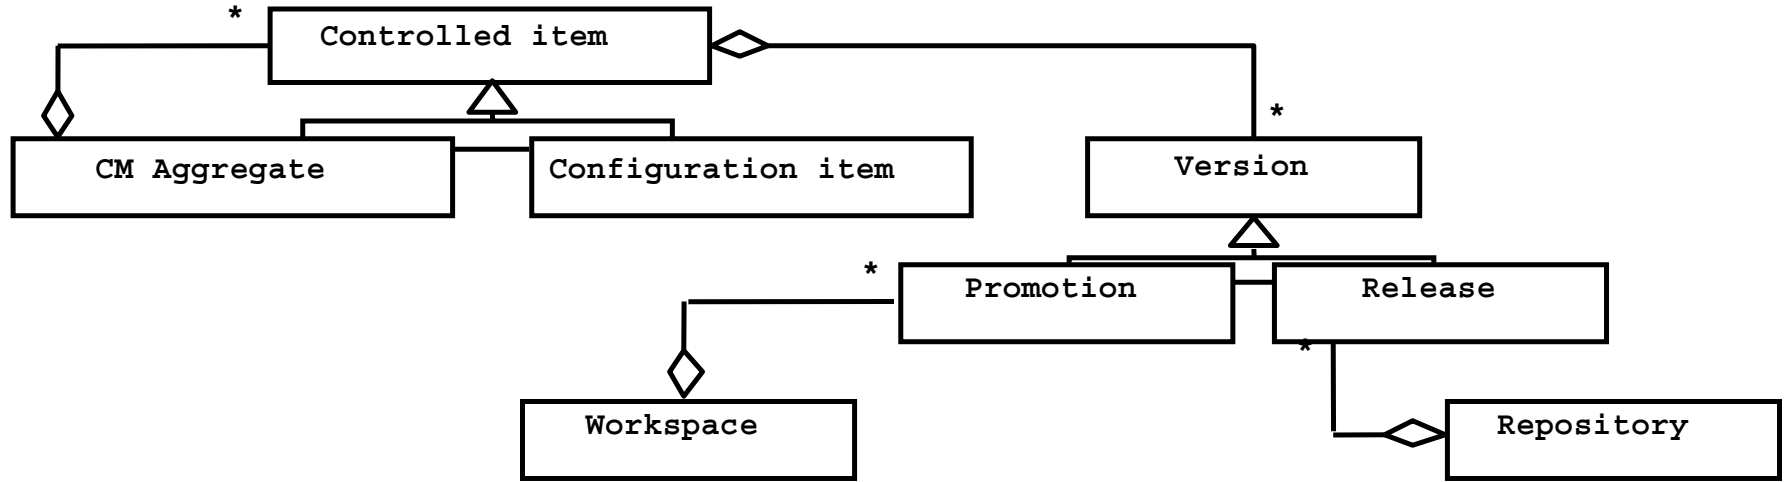 *
Controlled item
*
CM Aggregate
Configuration item
Version
*
Promotion
Release
*
Workspace
Repository